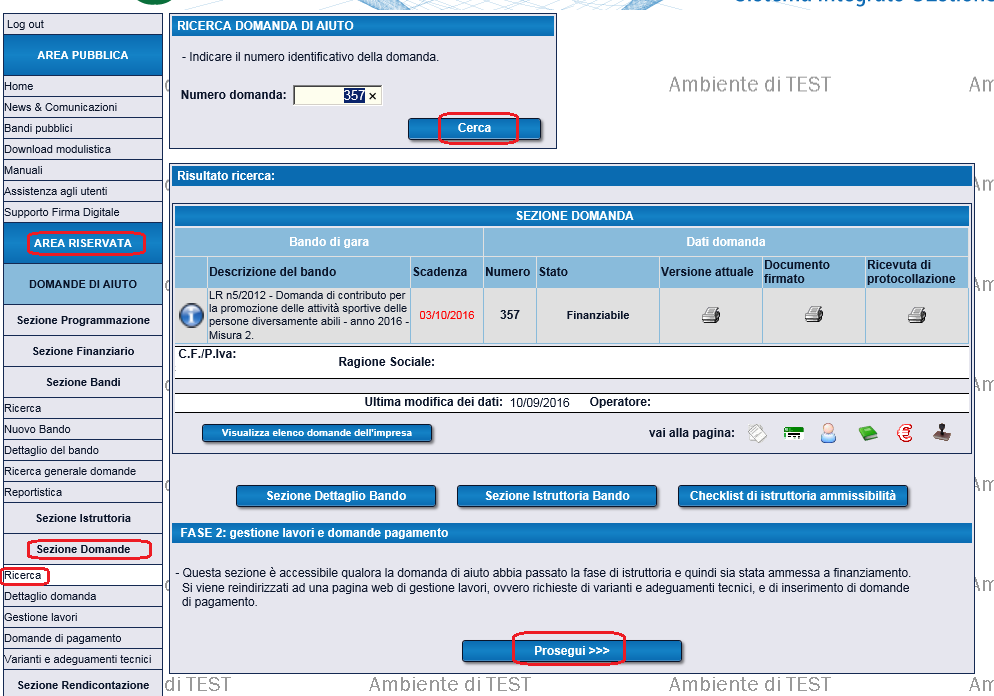 Sistema Integrato GEstione
Log out
AREA PUBBLICA
Home
News & Comunicazioni
Bandi pubblici
Download modulistica
Manuali
Assistenza agli utenti
Supporto Firma Digitale
AREA RISERVATA
DOMANDE DI AIUTO
Sezione Programmazione
Sezione Finanziario
Sezione Bandi
Ricerca
Nuovo Bando
Dettaglio del bando
Ricerca generale domande
Reportistica
Sezione Istruttoria
Sezione Domande
Ricerca
Dettaglio domanda
Gestione lavori
Domande di pagamento
Varianti e adeguamenti tecnici
Sezione Rendicontazione
RICERCA DOMANDA DI AIUTO
- Indicare il numero identificativo della domanda.
Numero domanda: 357 ×
Cerca
Ambiente di TEST Am
Risultato ricerca:
SEZIONE DOMANDA
Bando di gara Dati domanda
Descrizione del bando Scadenza Numero Stato Versione attuale Documento firmato Ricevuta di protocollazione
LR n5/2012 - Domanda di contributo per
la promozione delle attività sportive delle
persone diversamente abili - anno 2016 -
Misura 2.
03/10/2016 357 Finanziabile
C.F./P.Iva:
Ragione Sociale:
Ultima modifica dei dati: 10/09/2016 Operatore:
Visualizza elenco domande dell'impresa vai alla pagina:
Sezione Dettaglio Bando Sezione Istruttoria Bando Checklist di istruttoria ammissibilità
FASE 2: gestione lavori e domande pagamento
- Questa sezione è accessibile qualora la domanda di aiuto abbia passato la fase di istruttoria e quindi sia stata ammessa a finanziamento.
Si viene reindirizzati ad una pagina web di gestione lavori, ovvero richieste di varianti e adeguamenti tecnici, e di inserimento di domande
di pagamento.
Prosegui >>>
di TEST Ambiente di TEST Ambiente di TEST Am